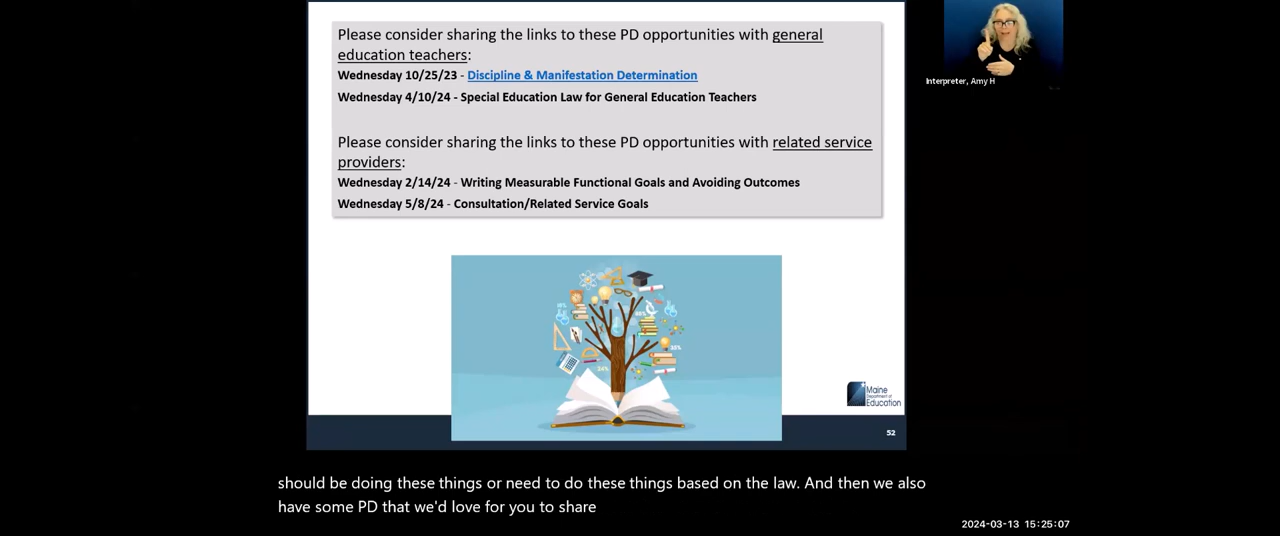 Please consider sharing the links to these PD opportunities with general
education teachers:
Wednesday 10/25/23 - Discipline & Manifestation Determination
Wednesday 4/10/24 - Special Education Law for General Education Teachers
Please consider sharing the links to these PD opportunities with related service
providers:
Wednesday 2/14/24 - Writing Measurable Functional Goals and Avoiding Outcomes
Wednesday 5/8/24 - Consultation/Related Service Goals
Interpreter, Amy H
Maine
Department of
Education
52
should be doing these things or need to do these things based on the law. And then we also
have some PD that we'd love for you to share
2024-03-13 15:25:07